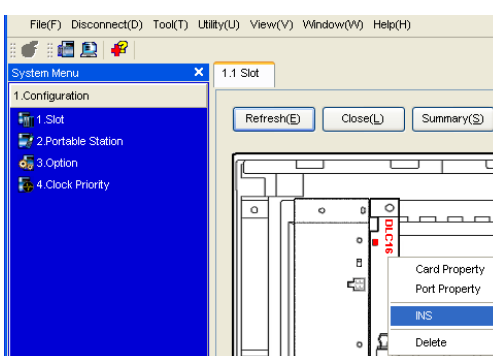 File(F) Disconnect(D) Tool(T) Utility(U) View(V) Window(W) Help(H)
System Menu
1.1 Slot
1.Configuration
Refresh(E) Close(L) Summary(S)
1.Slot
2.Portable Station
3.Option
4.Clock Priority
DLC16
Card Property
Port Property
INS
Delete